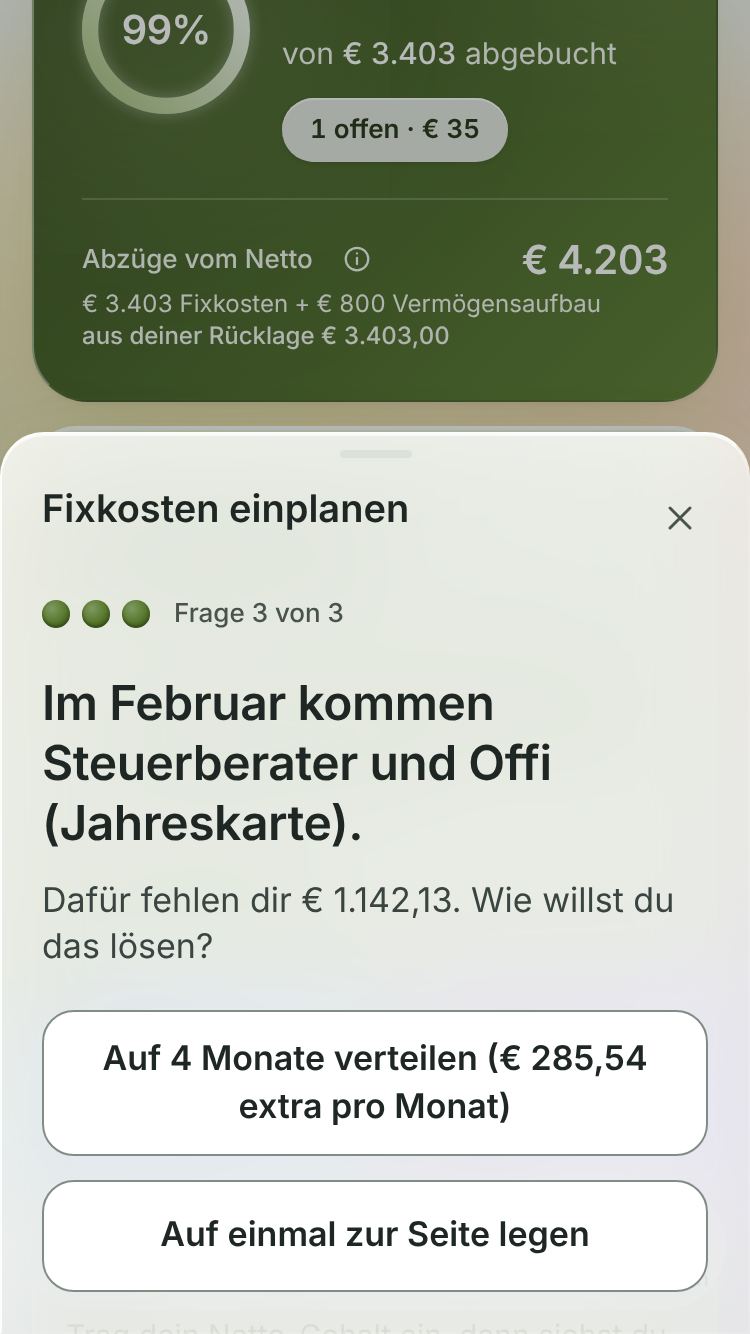 99%
von € 3.403 abgebucht
1 offen · € 35
Abzüge vom Netto
€ 4.203
€ 3.403 Fixkosten + € 800 Vermögensaufbau
aus deiner Rücklage € 3.403,00
Fixkosten einplanen
Frage 3 von 3
Im Februar kommen
Steuerberater und Offi
(Jahreskarte).
Dafür fehlen dir € 1.142,13. Wie willst du
das lösen?
Auf 4 Monate verteilen (€ 285,54
extra pro Monat)
Auf einmal zur Seite legen